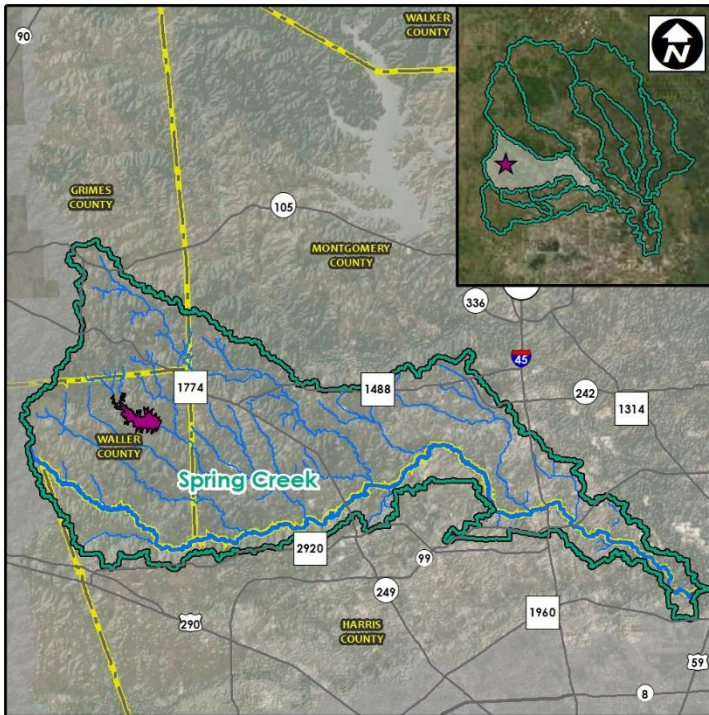 WALKER
COUNTY
90
N
GRIMES
COUNTY
105
MONTGOMERY
COUNTY
336
45
1774
1488
242
1314
WALLER
COUNTY
Spring Creek
2920
99
249
290
HARRIS
COUNTY
1960
59
8